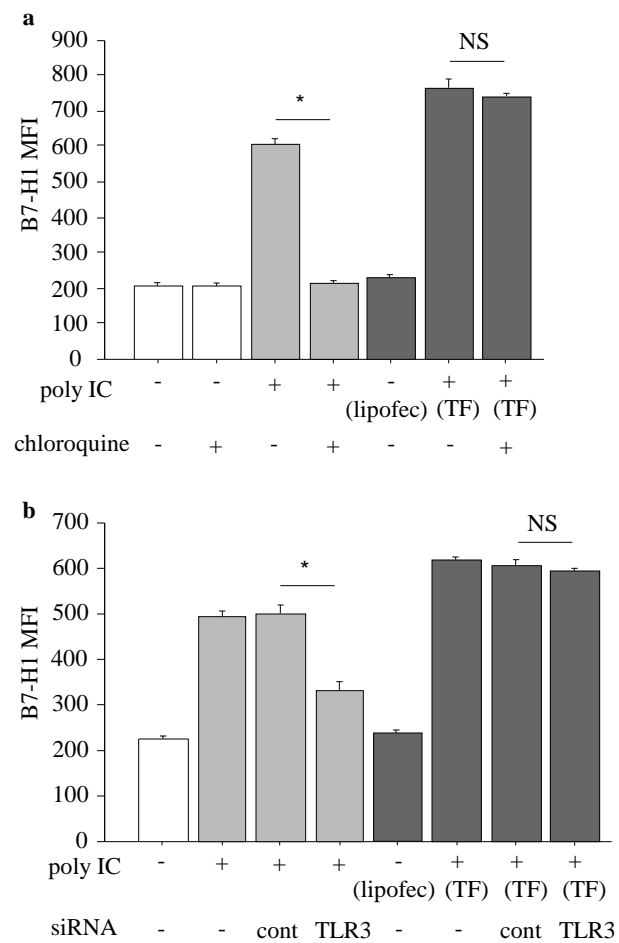 a
900
800
700
600
500
400
300
200
100
0
B7-H1 MFI
*
NS
poly IC - - + + - + +
(lipofec) (TF) (TF)
chloroquine - + - + - - +
b
700
600
500
400
300
200
100
0
B7-H1 MFI
*
NS
poly IC - + + + - + + +
(lipofec) (TF) (TF) (TF)
siRNA - - cont TLR3 - - cont TLR3